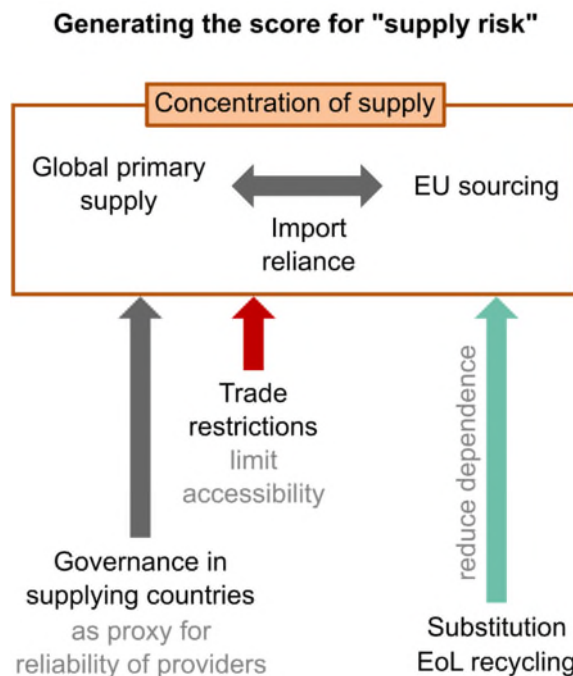 Generating the score for "supply risk"
Concentration of supply
Global primary
supply
EU sourcing
Import
reliance
Trade
restrictions
limit
accessibility
reduce dependence
Governance in
supplying countries
as proxy for
reliability of providers
Substitution
EoL recycling